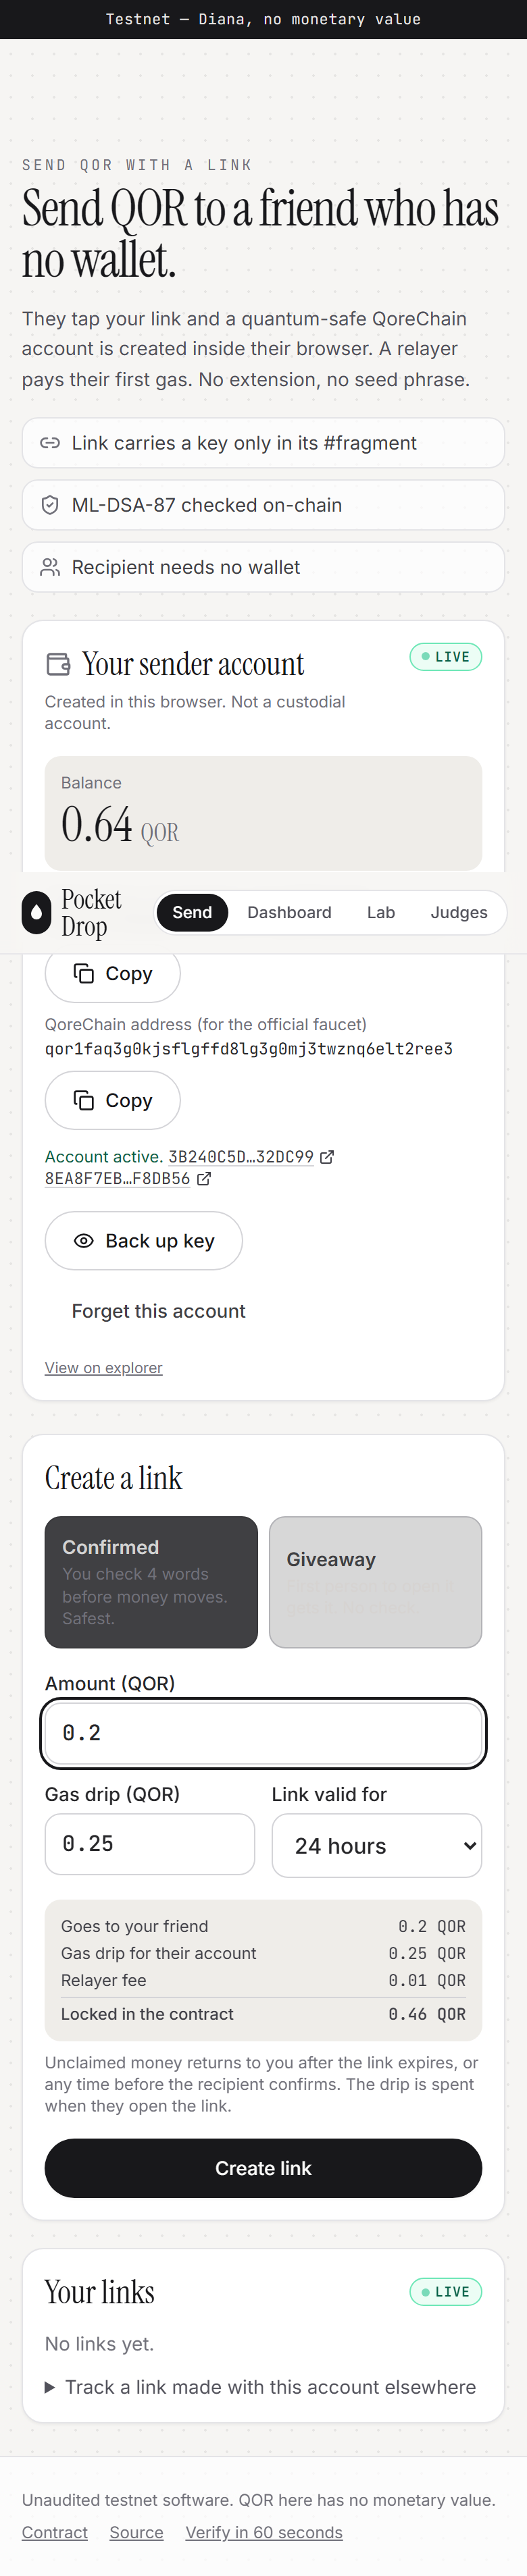 Testnet — Diana, no monetary value
SEND QOR WITH A LINK
Send QOR to a friend who has
no wallet.
They tap your link and a quantum-safe QoreChain
account is created inside their browser. A relayer
pays their first gas. No extension, no seed phrase.
Link carries a key only in its #fragment
ML-DSA-87 checked on-chain
Recipient needs no wallet
Your sender account
LIVE
Created in this browser. Not a custodial
account.
Balance
0.64 QOR
Pocket
Drop
Send
Dashboard
Lab
Judges
Copy
QoreChain address (for the official faucet)
qor1faq3g0kjsflgffd8lg3g0mj3twznq6elt2ree3
Copy
Account active. 3B240C5D…32DC99
8EA8F7EB…F8DB56
Back up key
Forget this account
View on explorer
Create a link
Confirmed
You check 4 words
before money moves.
Safest.
Giveaway
Amount (QOR)
0.2
Gas drip (QOR)
Link valid for
0.25
24 hours
Goes to your friend 0.2 QOR
Gas drip for their account 0.25 QOR
Relayer fee 0.01 QOR
Locked in the contract 0.46 QOR
Unclaimed money returns to you after the link expires, or
any time before the recipient confirms. The drip is spent
when they open the link.
Create link
Your links
LIVE
No links yet.
Track a link made with this account elsewhere
Unaudited testnet software. QOR here has no monetary value.
Contract Source Verify in 60 seconds